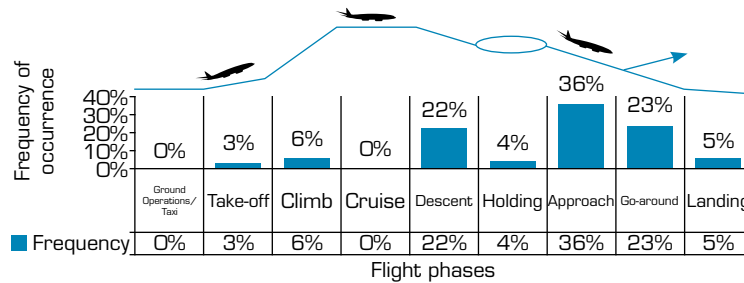 Frequency of
occurrence
40%
30%
20%
10%
0%
0%
3%
6%
0%
22%
4%
36%
23%
5%
Ground
Operations/
Taxi
Take-off
Climb
Cruise
Descent
Holding
Approach
Go-around
Landing
Frequency
0%
3%
6%
0%
22%
4%
36%
23%
5%
Flight phases